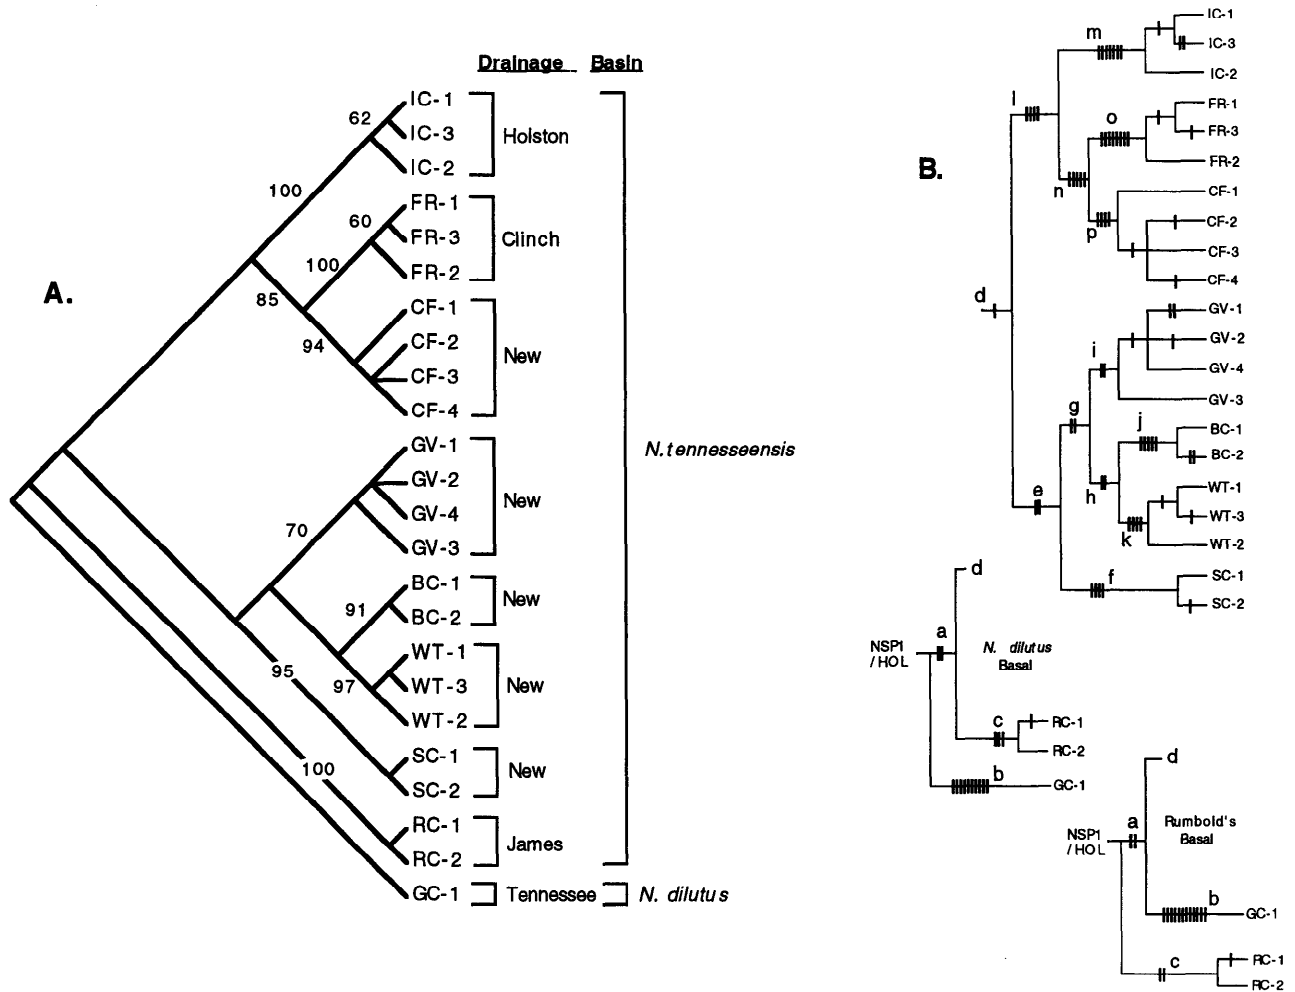 Drainage Basin
A.
62
100
60
100
85
94
70
91
95
97
100
IC-1
IC-3
IC-2
Holston
FR-1
FR-3
FR-2
Clinch
CF-1
CF-2
CF-3
CF-4
New
GV-1
GV-2
GV-4
GV-3
New
BC-1
BC-2
New
WT-1
WT-3
WT-2
New
SC-1
SC-2
New
RC-1
RC-2
James
GC-1
Tennessee
N.tennesseensis
N. dilutus
B.
m
l
o
n
p
d
i
g
j
e
h
k
f
IC-1
IC-3
IC-2
FR-1
FR-3
FR-2
CF-1
CF-2
CF-3
CF-4
GV-1
GV-2
GV-4
GV-3
BC-1
BC-2
WT-1
WT-3
WT-2
SC-1
SC-2
d
a
NSP1
/HOL
N. dilutus
Basal
c
RC-1
RC-2
b
GC-1
d
a
NSP1
/HOL
Rumbold's
Basal
b
GC-1
c
RC-1
RC-2